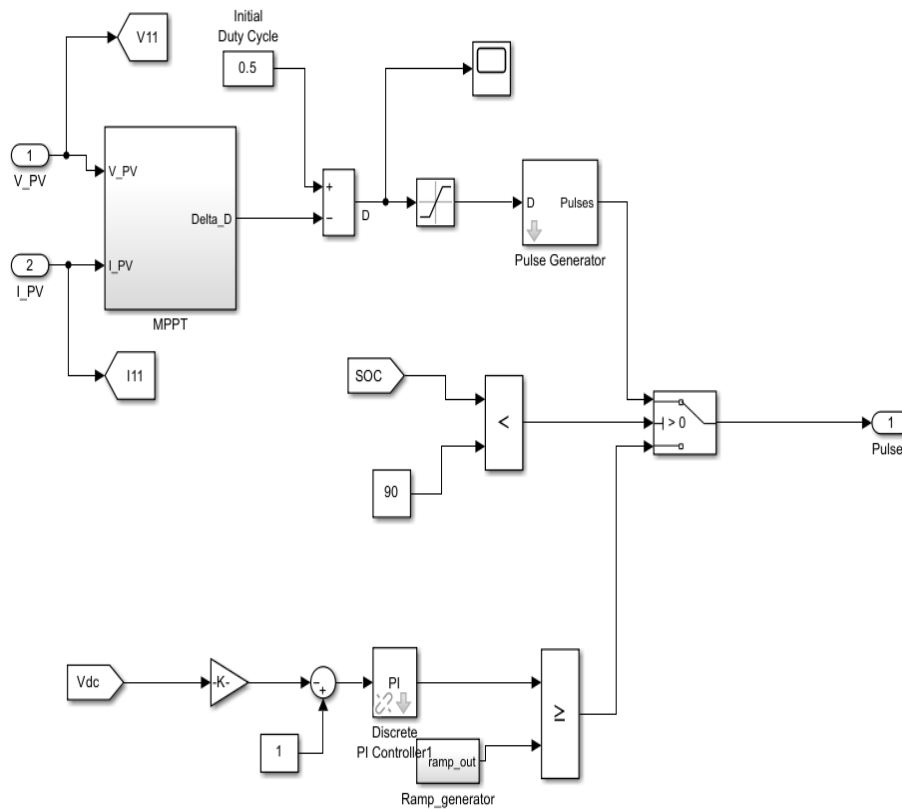 V11
Initial
Duty Cycle
0.5
1
V_PV
V_PV
Delta_D
+
−
D
D
Pulses
Pulse Generator
2
I_PV
I_PV
MPPT
I11
SOC
<
> 0
1
Pulse
90
Vdc
-K-
−
+
PI
≥
1
Discrete
PI Controller1
ramp_out
Ramp_generator